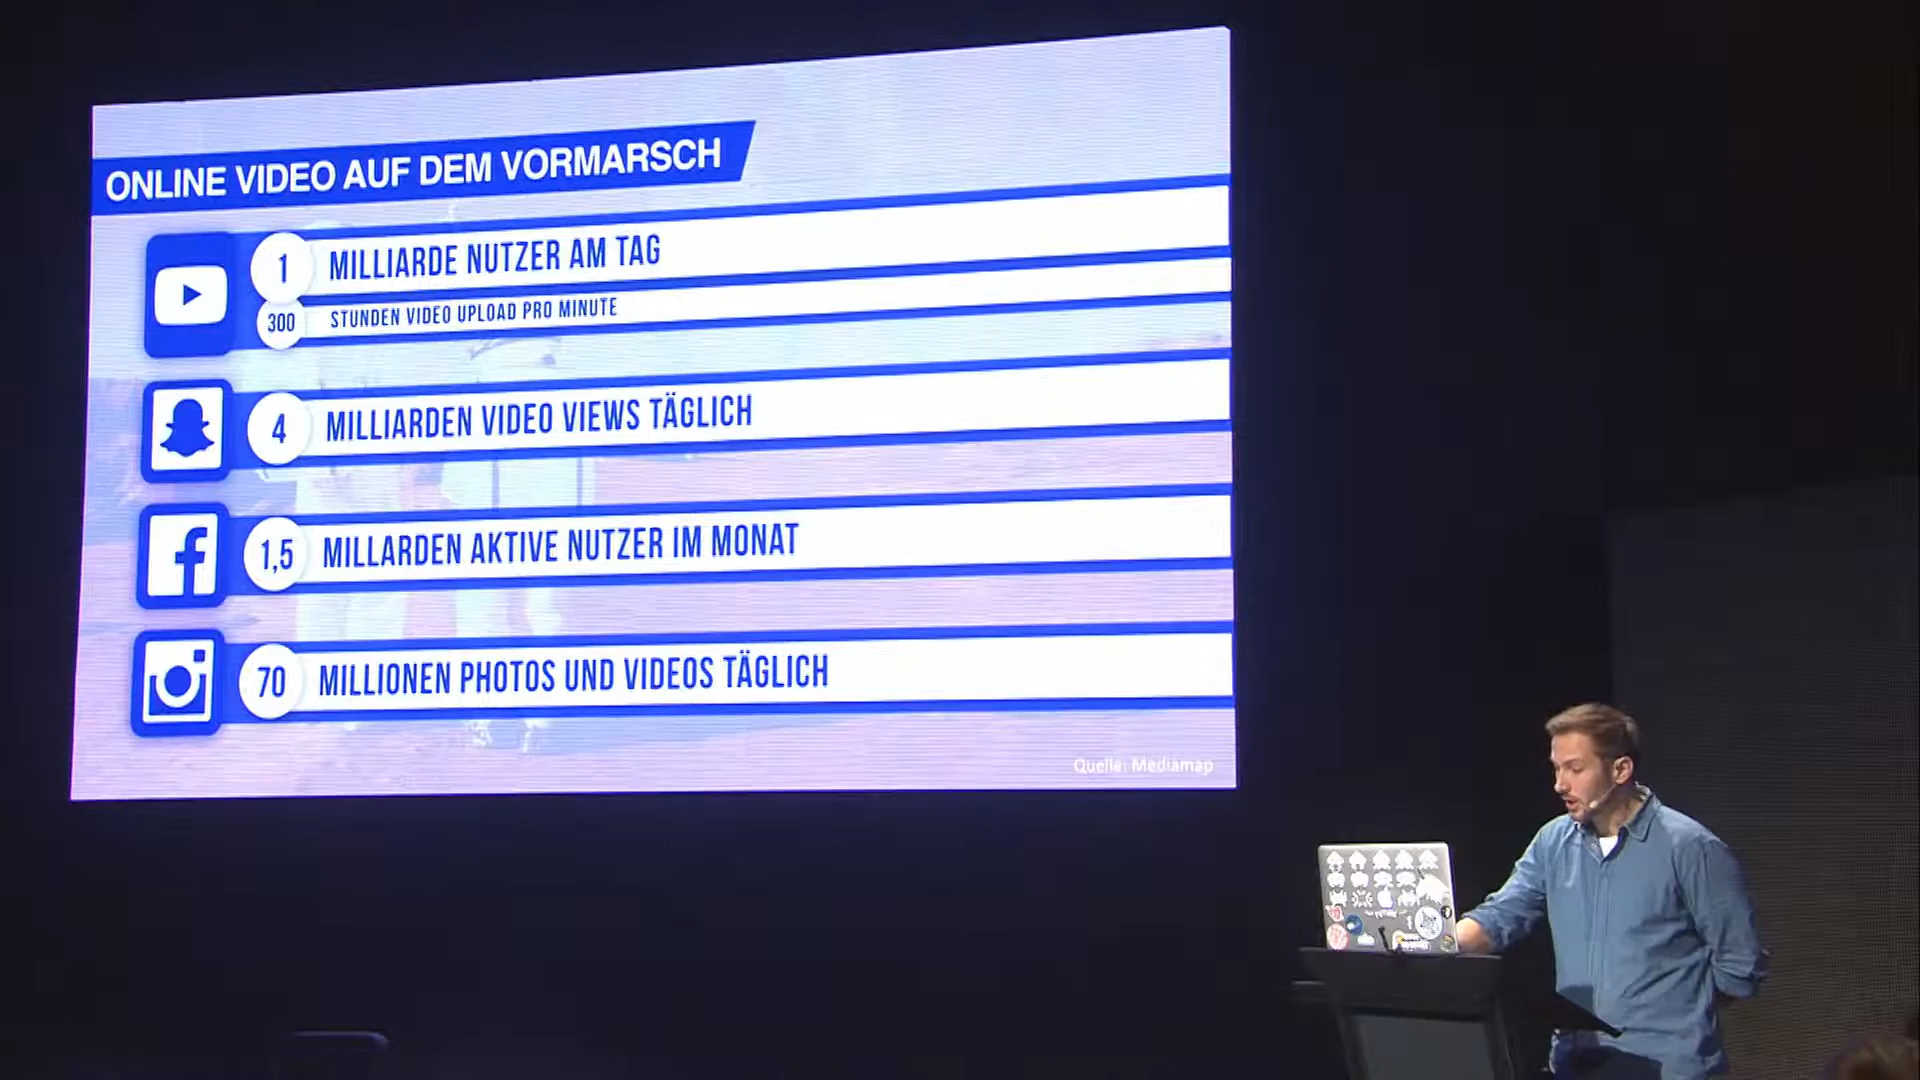 ONLINE VIDEO AUF DEM VORMARSCH
1 MILLIARDE NUTZER AM TAG
300 STUNDEN VIDEO UPLOAD PRO MINUTE
4 MILLIARDEN VIDEO VIEWS TÄGLICH
1,5 MILLARDEN AKTIVE NUTZER IM MONAT
70 MILLIONEN PHOTOS UND VIDEOS TÄGLICH
Quelle: Mediamap